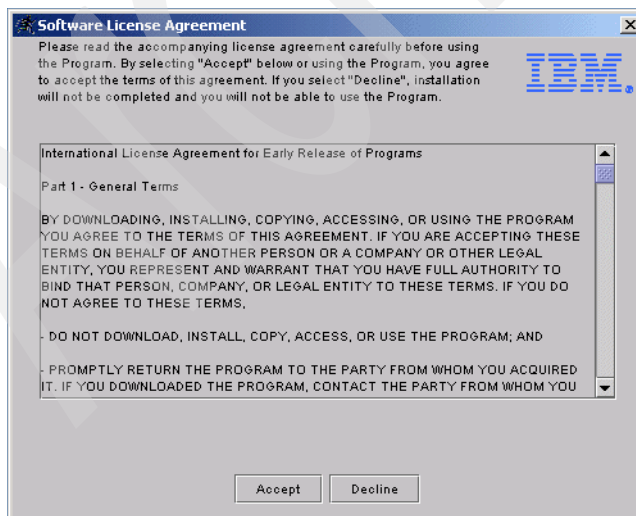 Software License Agreement
Please read the accompanying license agreement carefully before using
the Program. By selecting "Accept" below or using the Program, you agree
to accept the terms of this agreement. If you select "Decline", installation
will not be completed and you will not be able to use the Program.
IBM
International License Agreement for Early Release of Programs
Part 1 - General Terms
BY DOWNLOADING, INSTALLING, COPYING, ACCESSING, OR USING THE PROGRAM
YOU AGREE TO THE TERMS OF THIS AGREEMENT. IF YOU ARE ACCEPTING THESE
TERMS ON BEHALF OF ANOTHER PERSON OR A COMPANY OR OTHER LEGAL
ENTITY, YOU REPRESENT AND WARRANT THAT YOU HAVE FULL AUTHORITY TO
BIND THAT PERSON, COMPANY, OR LEGAL ENTITY TO THESE TERMS. IF YOU DO
NOT AGREE TO THESE TERMS,
- DO NOT DOWNLOAD, INSTALL, COPY, ACCESS, OR USE THE PROGRAM; AND
- PROMPTLY RETURN THE PROGRAM TO THE PARTY FROM WHOM YOU ACQUIRED
IT. IF YOU DOWNLOADED THE PROGRAM, CONTACT THE PARTY FROM WHOM YOU
Accept Decline